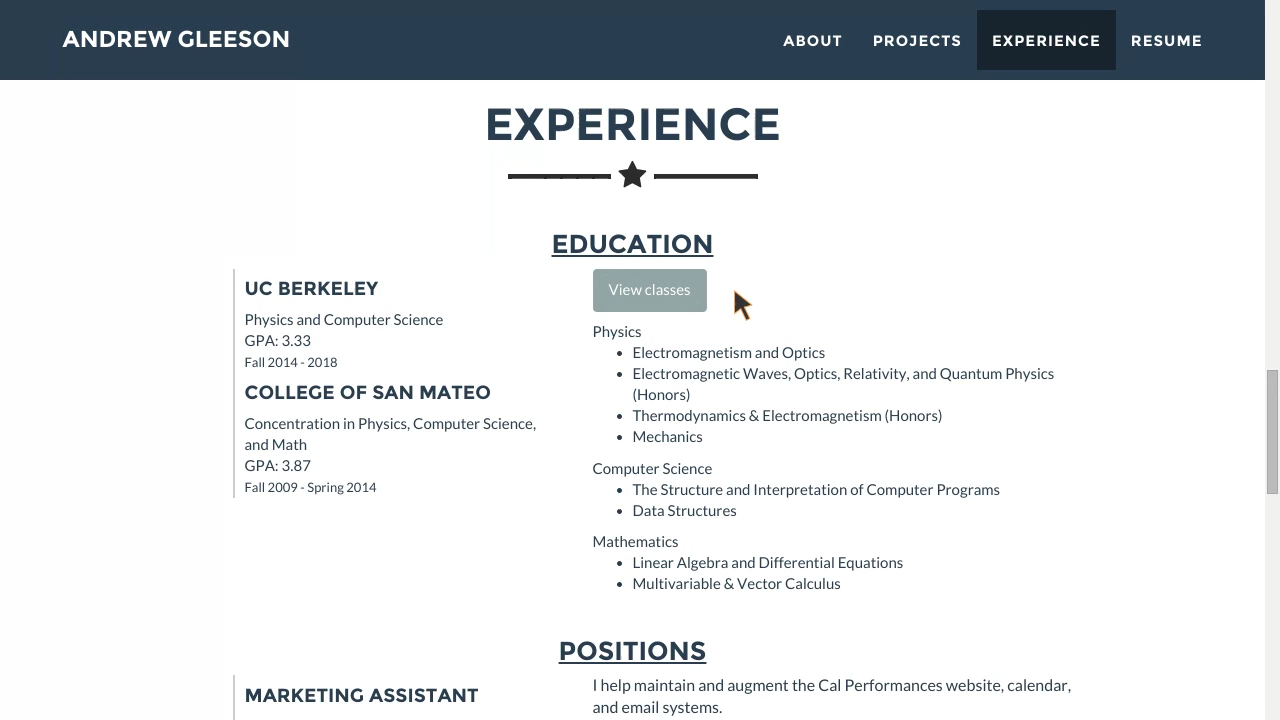 ANDREW GLEESON
ABOUT PROJECTS EXPERIENCE RESUME
EXPERIENCE
EDUCATION
UC BERKELEY
Physics and Computer Science
GPA: 3.33
Fall 2014 - 2018
COLLEGE OF SAN MATEO
Concentration in Physics, Computer Science,
and Math
GPA: 3.87
Fall 2009 - Spring 2014
View classes
Physics
• Electromagnetism and Optics
• Electromagnetic Waves, Optics, Relativity, and Quantum Physics
(Honors)
• Thermodynamics & Electromagnetism (Honors)
• Mechanics
Computer Science
• The Structure and Interpretation of Computer Programs
• Data Structures
Mathematics
• Linear Algebra and Differential Equations
• Multivariable & Vector Calculus
POSITIONS
MARKETING ASSISTANT
I help maintain and augment the Cal Performances website, calendar,
and email systems.